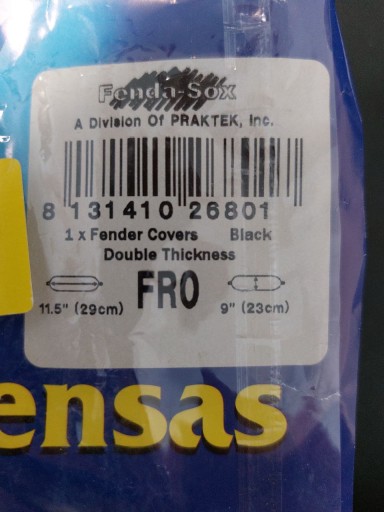 Fenda-Sox
A Division Of PRAKTEK, Inc.
8 131410 26801
1 x Fender Covers Black
Double Thickness
11.5" (29cm) FRO 9" (23cm)
ensas